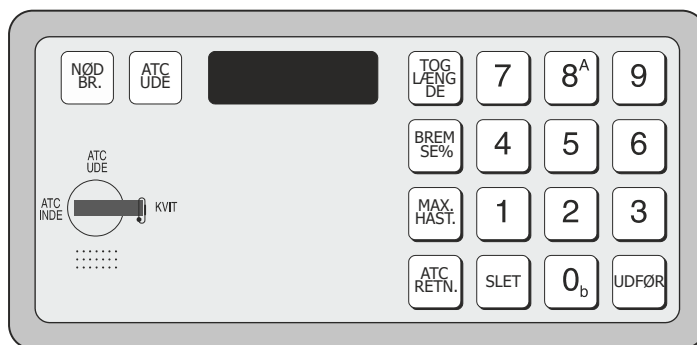 NØD
BR.
ATC
UDE
TOG
LÆNG
DE
7
8A
9
BREM
SE%
4
5
6
ATC
UDE
ATC
INDE
KVIT
MAX.
HAST.
1
2
3
ATC
RETN.
SLET
0b
UDFØR